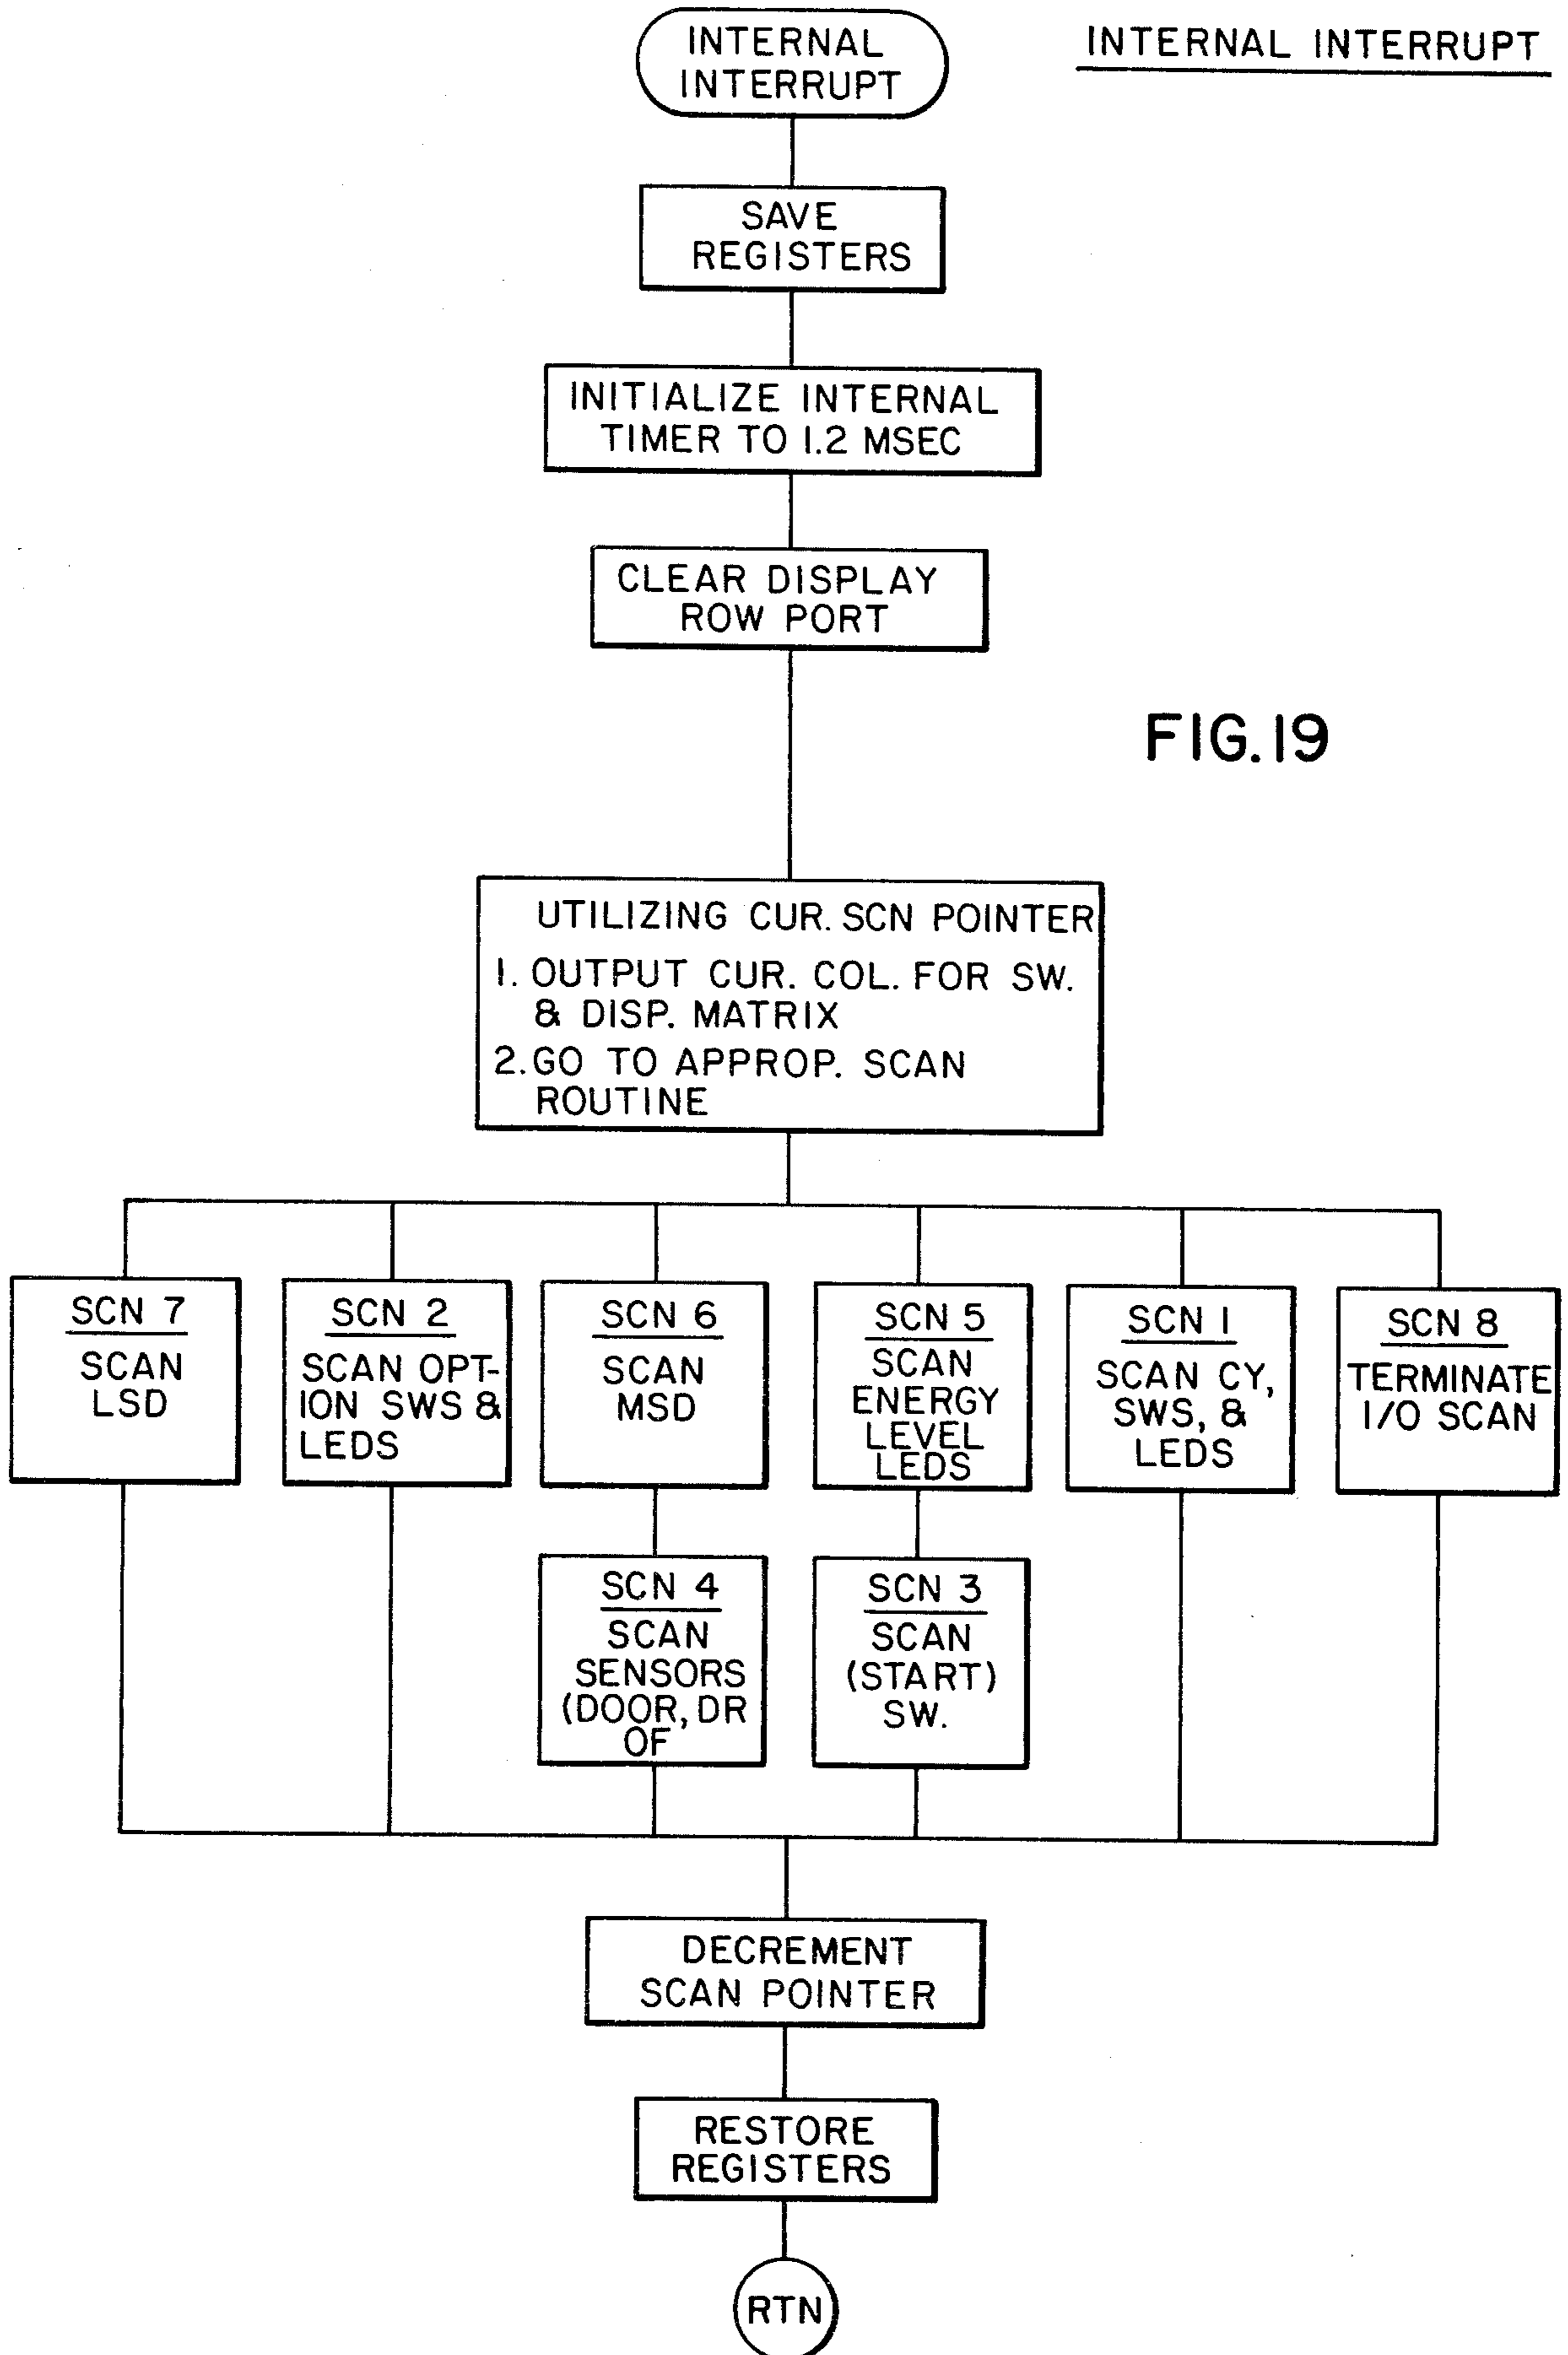 INTERNAL
INTERRUPT
INTERNAL INTERRUPT
SAVE
REGISTERS
INITIALIZE INTERNAL
TIMER TO 1.2 MSEC
CLEAR DISPLAY
ROW PORT
FIG.19
UTILIZING CUR. SCN POINTER
1. OUTPUT CUR. COL. FOR SW.
& DISP. MATRIX
2. GO TO APPROP. SCAN
ROUTINE
SCN 7
SCAN
LSD
SCN 2
SCAN OPT-
ION SWS &
LEDS
SCN 6
SCAN
MSD
SCN 5
SCAN
ENERGY
LEVEL
LEDS
SCN 1
SCAN CY,
SWS, &
LEDS
SCN 8
TERMINATE
I/O SCAN
SCN 4
SCAN
SENSORS
(DOOR, DR
OF
SCN 3
SCAN
(START)
SW.
DECREMENT
SCAN POINTER
RESTORE
REGISTERS
RTN